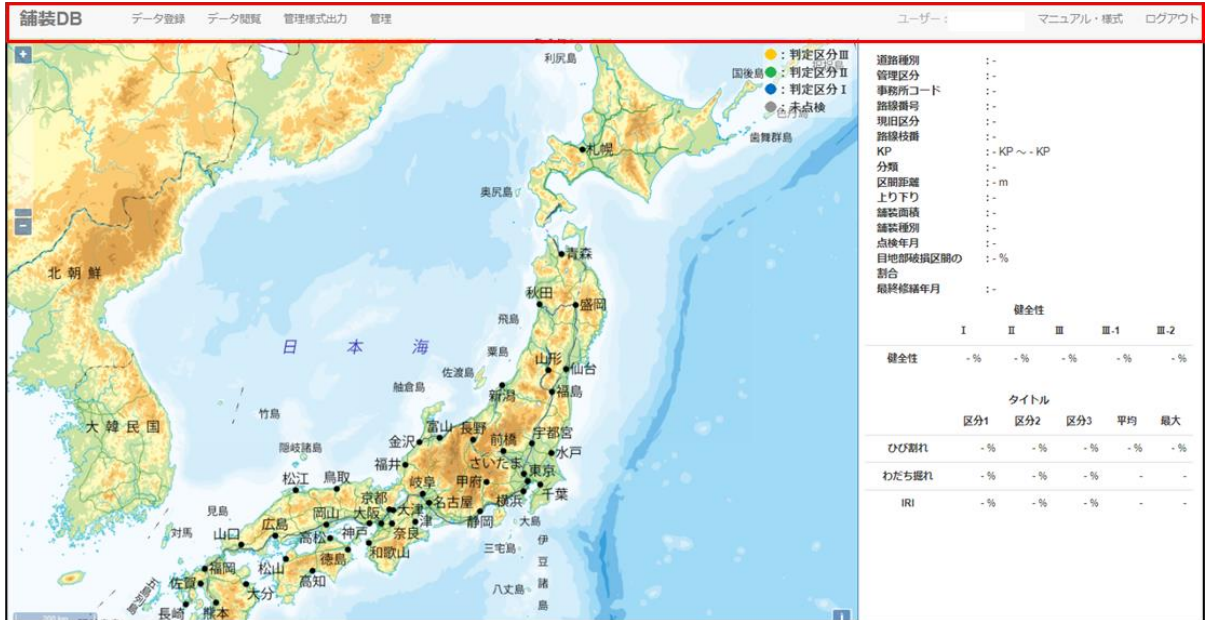 舗装DB データ登録 データ閲覧 管理様式出力 管理 ユーザー： マニュアル・様式 ログアウト
+
−
：判定区分Ⅲ
：判定区分Ⅱ
：判定区分Ⅰ
：未点検
利尻島
国後島
色丹島
歯舞群島
札幌
奥尻島
青森
北朝鮮
秋田
盛岡
飛島
日本海
粟島
山形
仙台
佐渡島
舳倉島
新潟
福島
竹島
大韓民国
富山
長野
前橋
宇都宮
金沢
水戸
隠岐諸島
福井
さいたま
東京
松江
鳥取
岐阜
甲府
千葉
京都
名古屋
横浜
見島
岡山
大阪
大津
津
静岡
大島
対馬
山口
広島
高松
神戸
奈良
和歌山
三宅島
伊豆諸島
福岡
松山
徳島
高知
八丈島
佐賀
大分
五島列島
長崎
熊本
i
道路種別 ：-
管理区分 ：-
事務所コード ：-
路線番号 ：-
現旧区分 ：-
路線枝番 ：-
KP ：- KP ～ - KP
分類 ：-
区間距離 ：- m
上り下り ：-
舗装面積 ：-
舗装種別 ：-
点検年月 ：-
目地部破損区間の ：- %
割合
最終修繕年月 ：-
健全性
Ⅰ Ⅱ Ⅲ Ⅲ-1 Ⅲ-2
健全性 - % - % - % - % - %
タイトル
区分1 区分2 区分3 平均 最大
ひび割れ - % - % - % - % - %
わだち掘れ - % - % - % - -
IRI - % - % - % - -